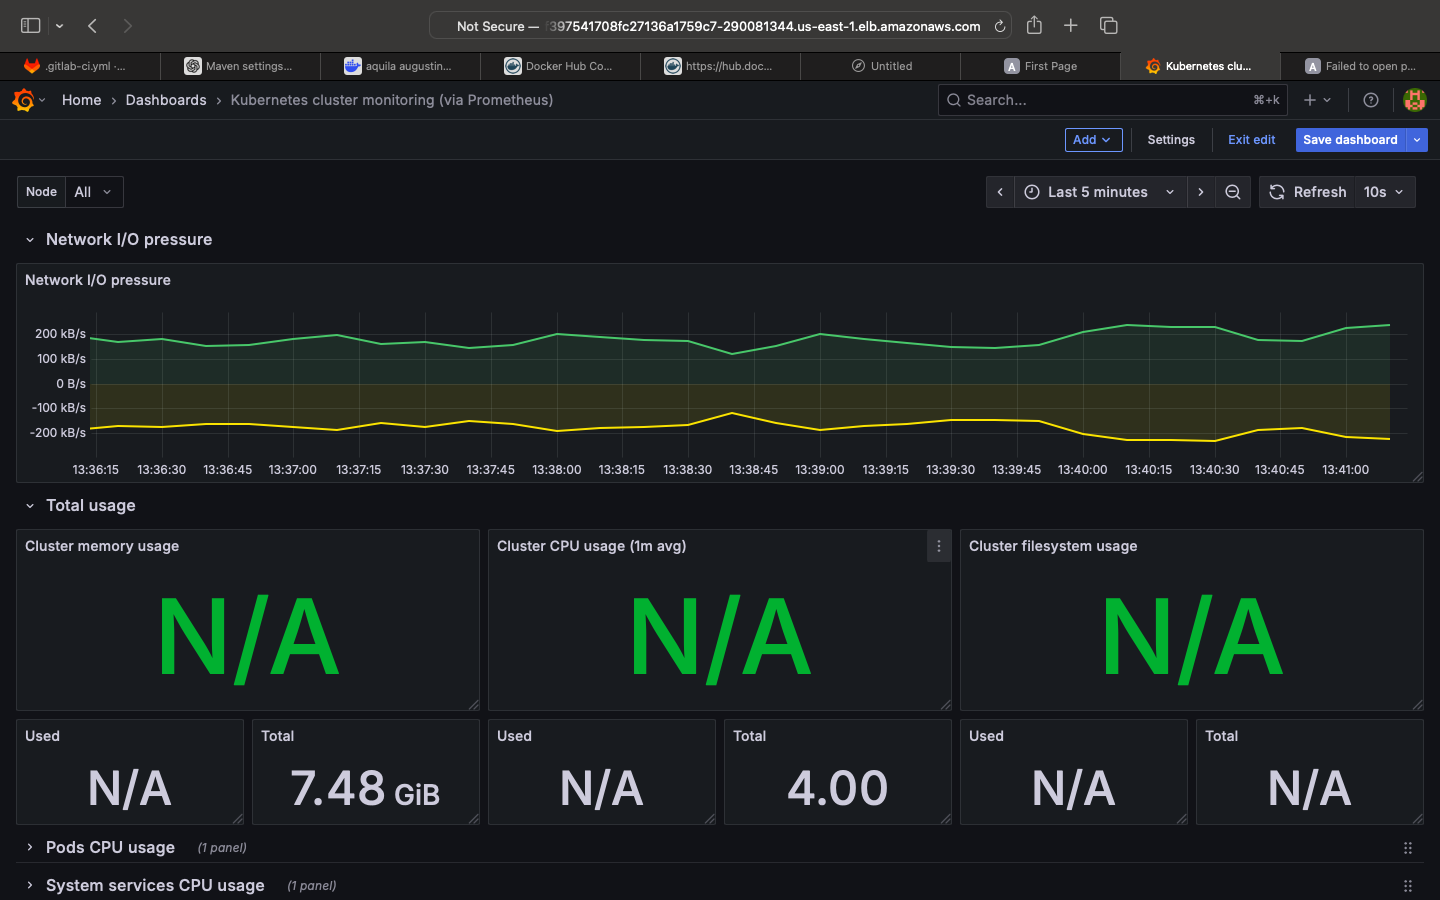 Not Secure — f397541708fc27136a1759c7-290081344.us-east-1.elb.amazonaws.com
.gitlab-ci.yml ·...
Maven settings...
aquila augustin...
Docker Hub Co...
https://hub.doc...
Untitled
A First Page
Kubernetes clu...
A Failed to open p...
Home › Dashboards › Kubernetes cluster monitoring (via Prometheus)
Search... ⌘+k
Add Settings Exit edit Save dashboard
Node All
Last 5 minutes Refresh 10s
Network I/O pressure
Network I/O pressure
200 kB/s
100 kB/s
0 B/s
-100 kB/s
-200 kB/s
13:36:15 13:36:30 13:36:45 13:37:00 13:37:15 13:37:30 13:37:45 13:38:00 13:38:15 13:38:30 13:38:45 13:39:00 13:39:15 13:39:30 13:39:45 13:40:00 13:40:15 13:40:30 13:40:45 13:41:00
Total usage
Cluster memory usage
N/A
Cluster CPU usage (1m avg)
N/A
Cluster filesystem usage
N/A
Used
N/A
Total
7.48 GiB
Used
N/A
Total
4.00
Used
N/A
Total
N/A
Pods CPU usage (1 panel)
System services CPU usage (1 panel)